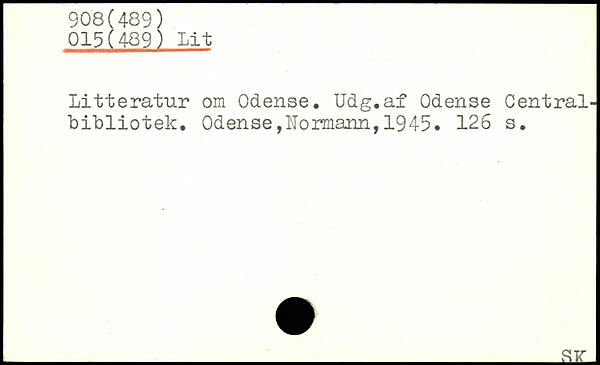 908(489)
015(489) Lit
Litteratur om Odense. Udg.af Odense Central-
bibliotek. Odense,Normann,1945. 126 s.
SK